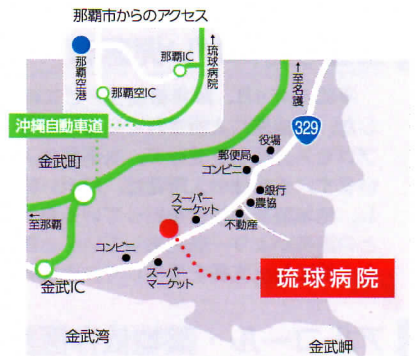 那覇市からのアクセス
那覇空港
那覇IC
↑琉球病院
那覇空IC
沖縄自動車道
↑至名護
329
役場
郵便局
コンビニ
金武町
銀行
農協
スーパー
マーケット
不動産
←
至那覇
コンビニ
スーパー
マーケット
琉球病院
金武IC
金武湾
金武岬